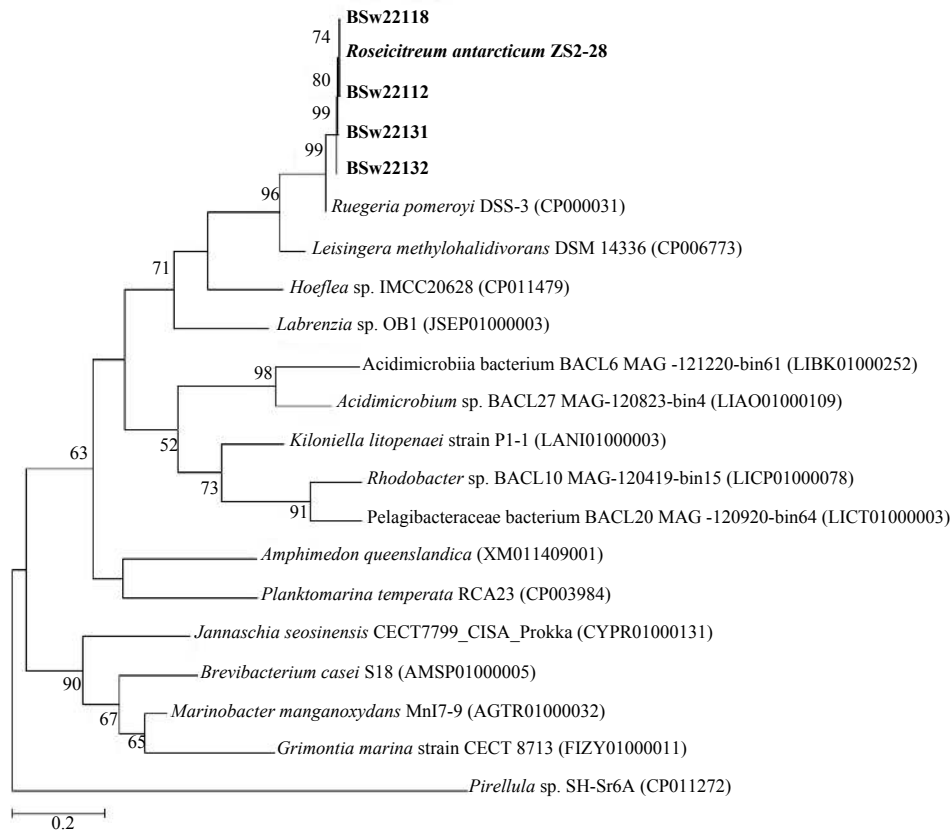 BSw22118
74
Roseicitreum antarcticum ZS2-28
80
BSw22112
99
BSw22131
99
BSw22132
96
Ruegeria pomeroyi DSS-3 (CP000031)
Leisingera methylohalidivorans DSM 14336 (CP006773)
71
Hoeflea sp. IMCC20628 (CP011479)
Labrenzia sp. OB1 (JSEP01000003)
Acidimicrobiia bacterium BACL6 MAG -121220-bin61 (LIBK01000252)
98
Acidimicrobium sp. BACL27 MAG-120823-bin4 (LIAO01000109)
52
Kiloniella litopenaei strain P1-1 (LANI01000003)
63
Rhodobacter sp. BACL10 MAG-120419-bin15 (LICP01000078)
73
91
Pelagibacteraceae bacterium BACL20 MAG -120920-bin64 (LICT01000003)
Amphimedon queenslandica (XM011409001)
Planktomarina temperata RCA23 (CP003984)
Jannaschia seosinensis CECT7799_CISA_Prokka (CYPR01000131)
90
Brevibacterium casei S18 (AMSP01000005)
67
Marinobacter manganoxydans MnI7-9 (AGTR01000032)
65
Grimontia marina strain CECT 8713 (FIZY01000011)
Pirellula sp. SH-Sr6A (CP011272)
0.2